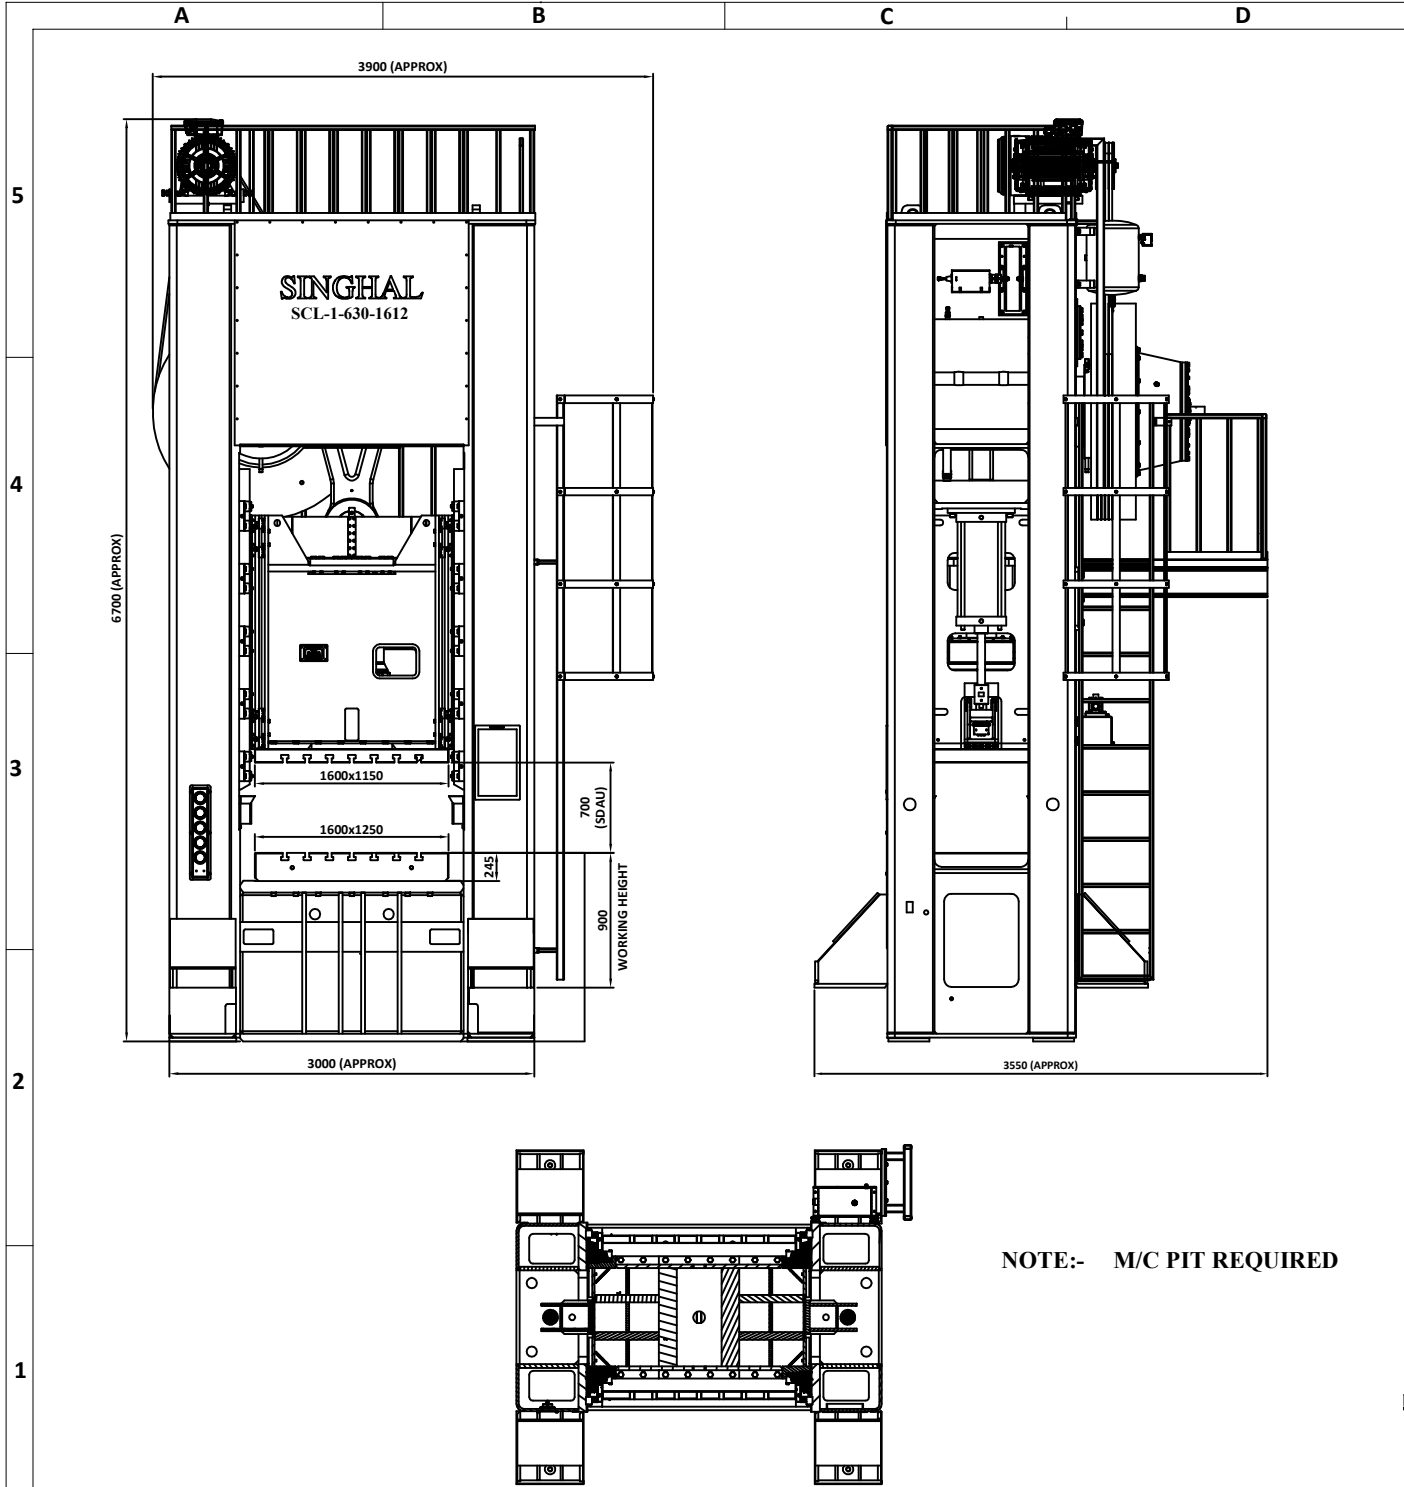 A
B
C
D
3900 (APPROX)
5
SINGHAL
SCL-1-630-1612
4
6700 (APPROX)
3
1600x1150
700
(SDAU)
1600x1250
245
900
WORKING HEIGHT
3000 (APPROX)
3550 (APPROX)
2
NOTE:- M/C PIT REQUIRED
1